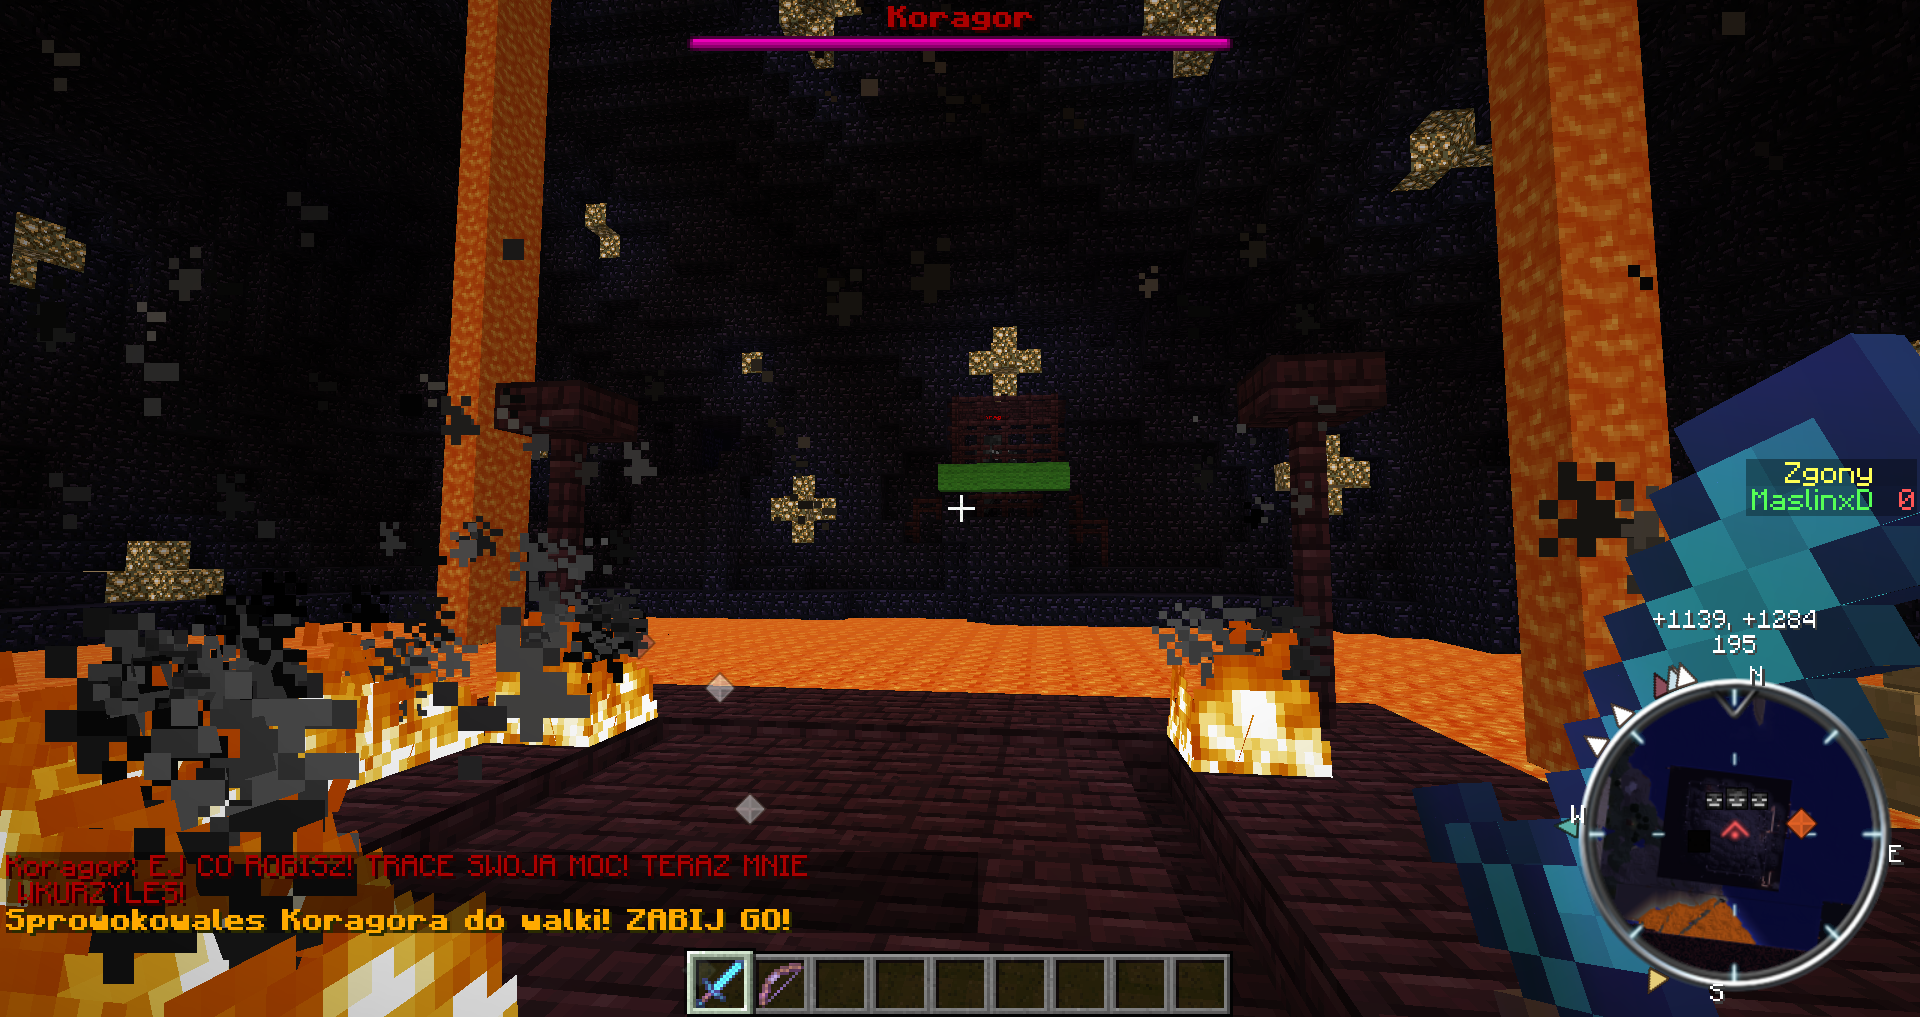 Koragor
Zgony
MaslinxD 0
+1139, +1284
195
N
W
E
S
Koragor: EJ CO ROBISZ! TRACE SWOJA MOC! TERAZ MNIE
WKURZYLES!
Sprowokowales Koragora do walki! ZABIJ GO!